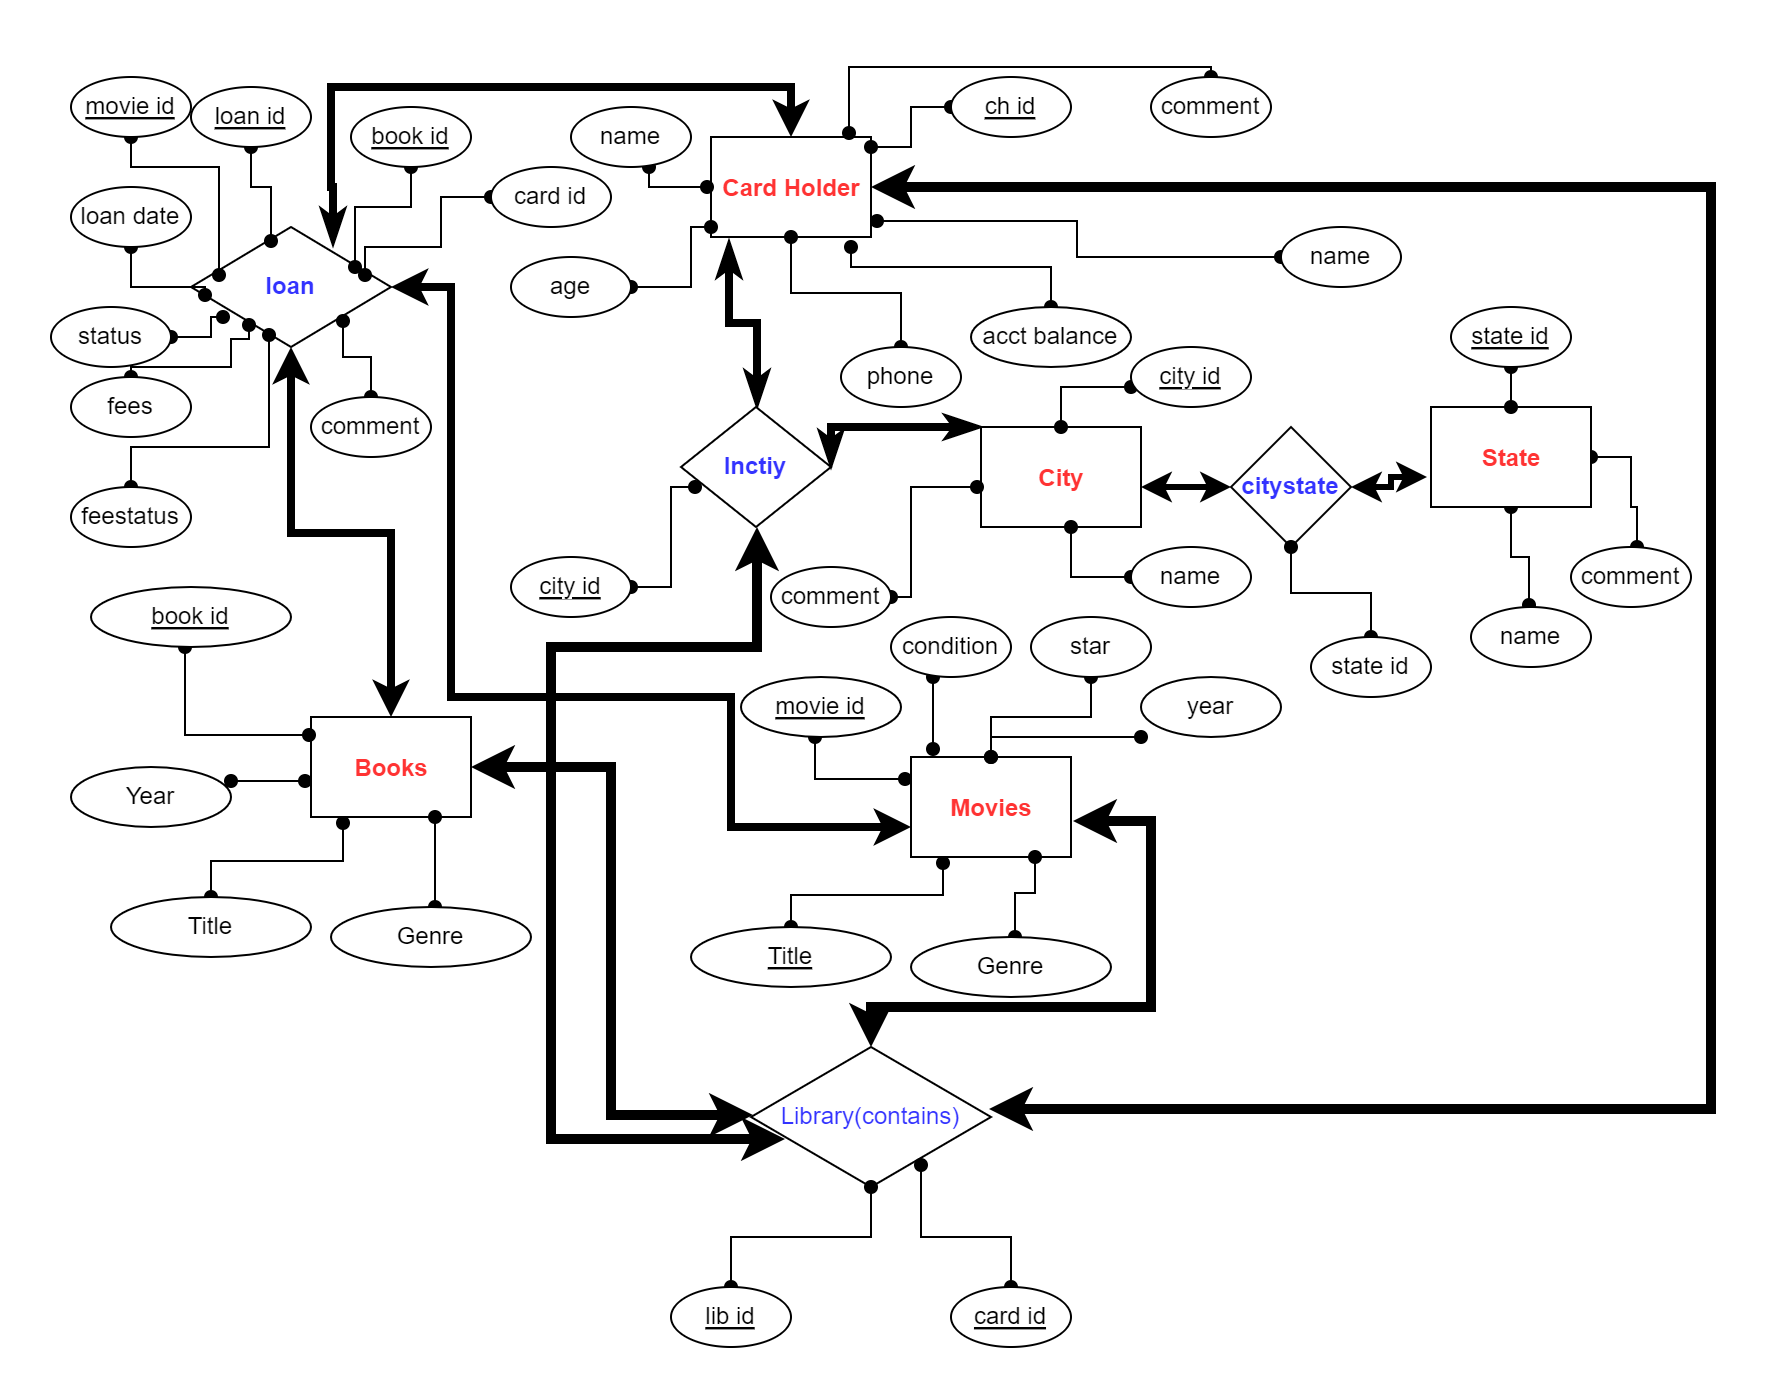 movie id
loan id
book id
name
ch id
comment
card id
Card Holder
loan date
loan
age
name
status
acct balance
state id
fees
comment
phone
city id
Inctiy
City
citystate
State
feestatus
city id
comment
name
comment
book id
condition
star
state id
name
movie id
year
Books
Year
Movies
Title
Genre
Title
Genre
Library(contains)
lib id
card id